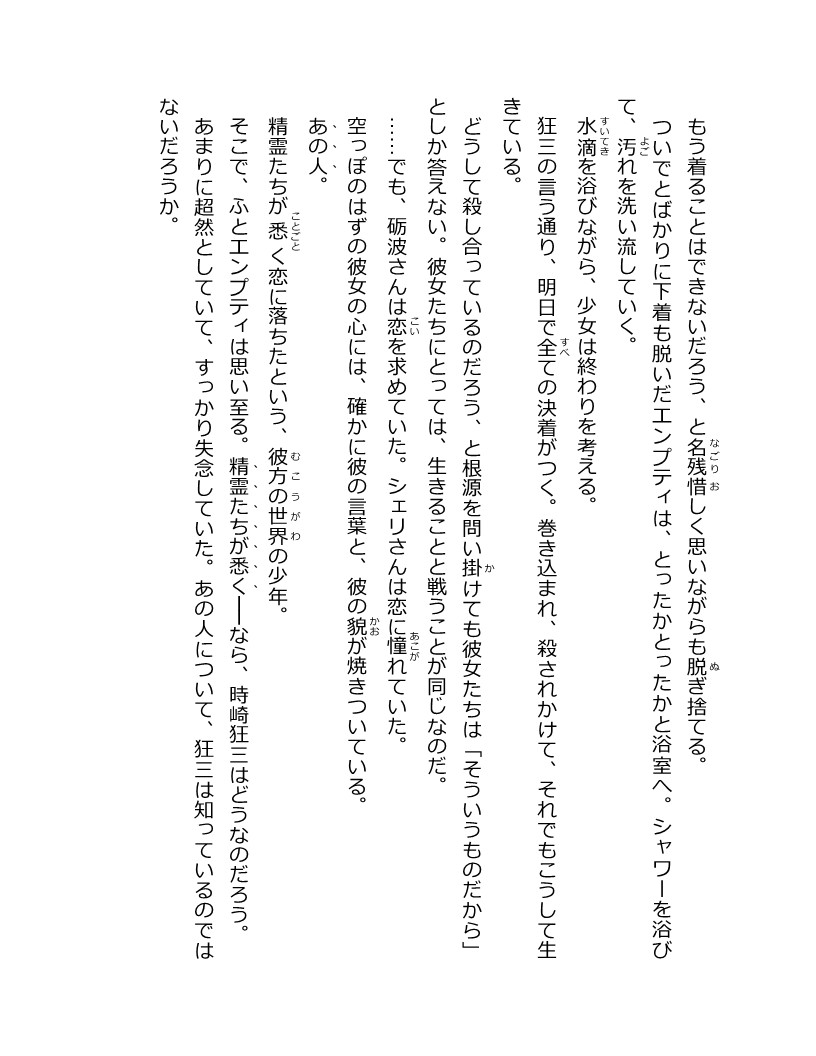 もう着ることはできないだろう、と名残惜しく思いながらも脱ぎ捨てる。
ついでとばかりに下着も脱いだエンプティは、とったかとったかと浴室へ。シャワーを浴び
て、汚れを洗い流していく。
水滴を浴びながら、少女は終わりを考える。
狂三の言う通り、明日で全ての決着がつく。巻き込まれ、殺されかけて、それでもこうして生
きている。
どうして殺し合っているのだろう、と根源を問い掛けても彼女たちは「そういうものだから」
としか答えない。彼女たちにとっては、生きることと戦うことが同じなのだ。
……でも、砺波さんは恋を求めていた。シェリさんは恋に憧れていた。
空っぽのはずの彼女の心には、確かに彼の言葉と、彼の貌が焼きついている。
あの人。
精霊たちが悉く恋に落ちたという、彼方の世界の少年。
そこで、ふとエンプティは思い至る。精霊たちが悉く――なら、時崎狂三はどうなのだろう。
あまりに超然としていて、すっかり失念していた。あの人について、狂三は知っているのでは
ないだろうか。